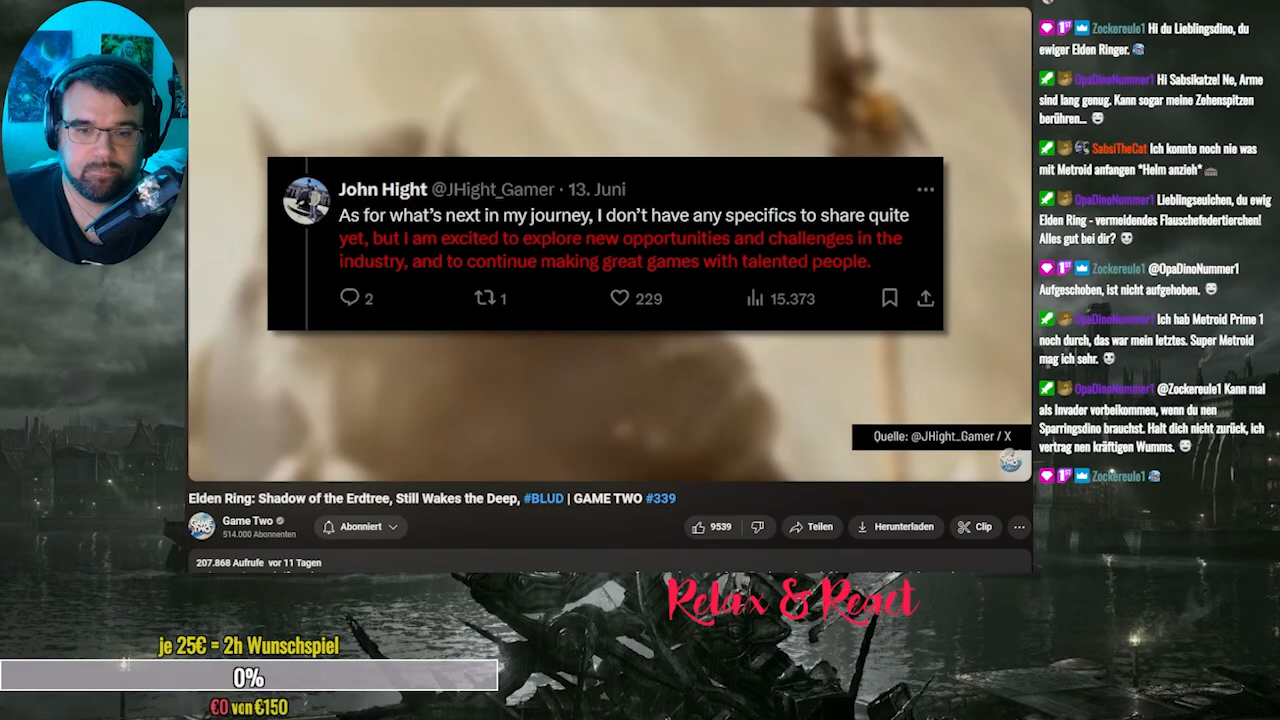 John Hight @JHight_Gamer · 13. Juni
As for what's next in my journey, I don't have any specifics to share quite
yet, but I am excited to explore new opportunities and challenges in the
industry, and to continue making great games with talented people.
2
1
229
15.373
Quelle: @JHight_Gamer / X
Elden Ring: Shadow of the Erdtree, Still Wakes the Deep, #BLUD | GAME TWO #339
GAME TWO
Game Two
514.000 Abonnenten
Abonniert
9539
Teilen
Herunterladen
Clip
207.868 Aufrufe vor 11 Tagen
Relax & React
je 25€ = 2h Wunschspiel
0%
€0 von €150
1ST Zockereule1 Hi du Lieblingsdino, du
ewiger Elden Ringer.
OpaDinoNummer1 Hi Sabsikatze! Ne, Arme
sind lang genug. Kann sogar meine Zehenspitzen
berühren...
SabsiTheCat Ich konnte noch nie was
mit Metroid anfangen *Helm anzieh*
OpaDinoNummer1 Lieblingseulchen, du ewig
Elden Ring - vermeidendes Flauschefedertierchen!
Alles gut bei dir?
1ST Zockereule1 @OpaDinoNummer1
Aufgeschoben, ist nicht aufgehoben.
OpaDinoNummer1 Ich hab Metroid Prime 1
noch durch, das war mein letztes. Super Metroid
mag ich sehr.
OpaDinoNummer1 @Zockereule1 Kann mal
als Invader vorbeikommen, wenn du nen
Sparringsdino brauchst. Halt dich nicht zurück, ich
vertrag nen kräftigen Wumms.
1ST Zockereule1